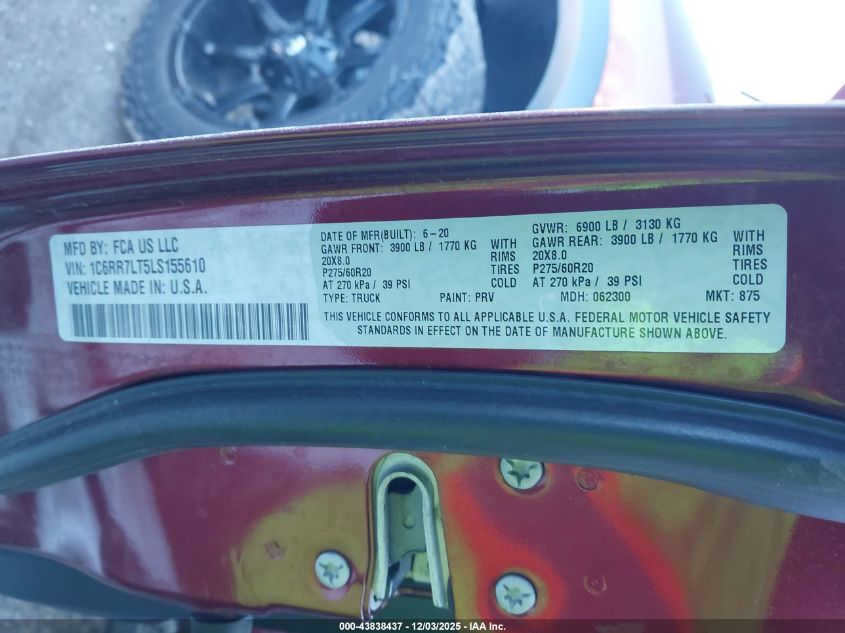 MFD BY: FCA US LLC
VIN: 1C6RR7LT5LS155610
VEHICLE MADE IN: U.S.A.
DATE OF MFR(BUILT): 6-20
GAWR FRONT: 3900 LB / 1770 KG WITH
20X8.0 RIMS
P275/60R20 TIRES
AT 270 kPa / 39 PSI COLD
TYPE: TRUCK PAINT: PRV
GVWR: 6900 LB / 3130 KG
GAWR REAR: 3900 LB / 1770 KG WITH
20X8.0 RIMS
P275/60R20 TIRES
AT 270 kPa / 39 PSI COLD
MDH: 062300 MKT: 875
THIS VEHICLE CONFORMS TO ALL APPLICABLE U.S.A. FEDERAL MOTOR VEHICLE SAFETY
STANDARDS IN EFFECT ON THE DATE OF MANUFACTURE SHOWN ABOVE.
000-43838437 - 12/03/2025 - IAA Inc.